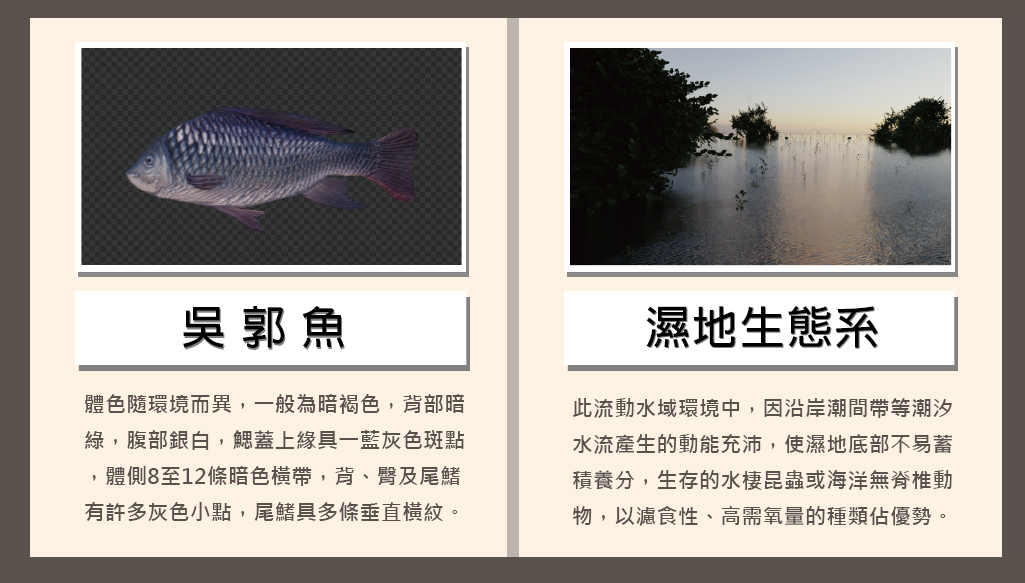 吳郭魚
體色隨環境而異，一般為暗褐色，背部暗
綠，腹部銀白，鰓蓋上緣具一藍灰色斑點
，體側8至12條暗色橫帶，背、臀及尾鰭
有許多灰色小點，尾鰭具多條垂直橫紋。
濕地生態系
此流動水域環境中，因沿岸潮間帶等潮汐
水流產生的動能充沛，使濕地底部不易蓄
積養分，生存的水棲昆蟲或海洋無脊椎動
物，以濾食性、高需氧量的種類佔優勢。